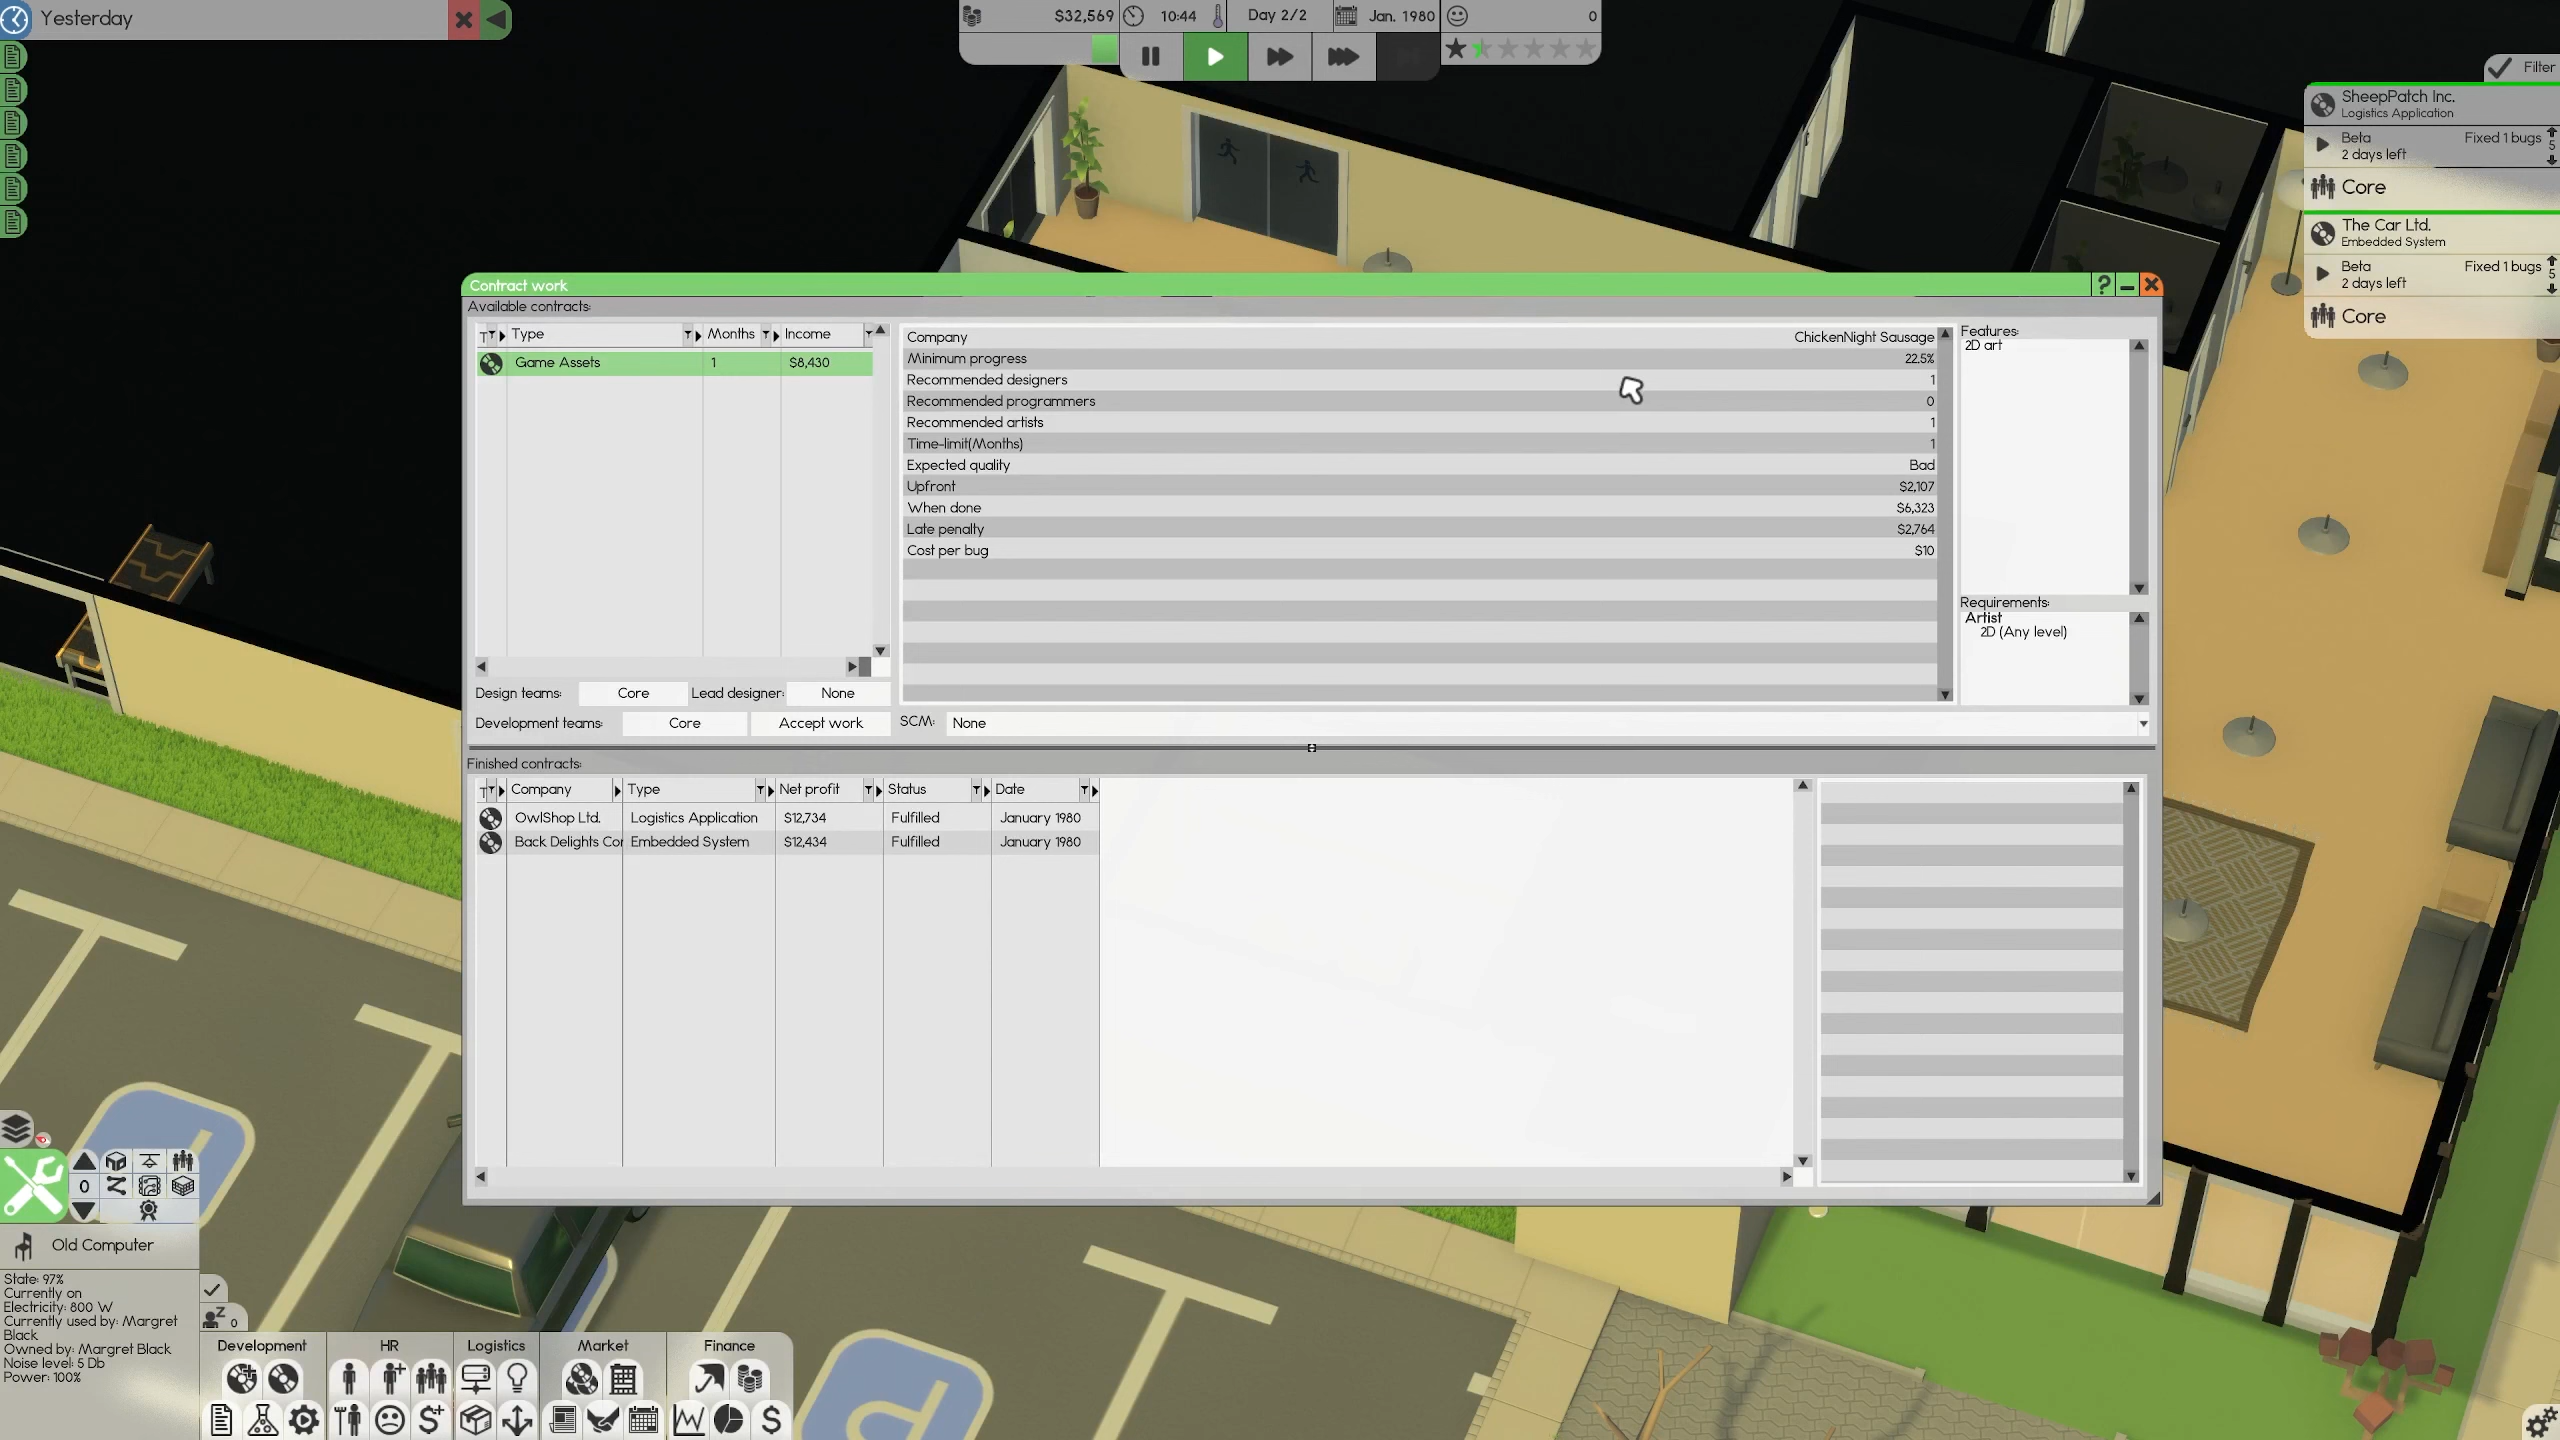 Yesterday
$32,569
10:44
Day 2/2
Jan. 1980
0
Filter
SheepPatch Inc.
Logistics Application
Beta
Fixed 1 bugs
2 days left
5
Core
The Car Ltd.
Embedded System
Beta
Fixed 1 bugs
2 days left
5
Core
Contract work
?
Available contracts:
T Type Months Income
Game Assets 1 $8,430
Company ChickenNight Sausage
Minimum progress 22.5%
Recommended designers 1
Recommended programmers 0
Recommended artists 1
Time-limit(Months) 1
Expected quality Bad
Upfront $2,107
When done $6,323
Late penalty $2,764
Cost per bug $10
Features:
2D art
Requirements:
Artist
2D (Any level)
Design teams: Core Lead designer: None
Development teams: Core Accept work SCM: None
Finished contracts:
T Company Type Net profit Status Date
OwlShop Ltd. Logistics Application $12,734 Fulfilled January 1980
Back Delights Cor Embedded System $12,434 Fulfilled January 1980
0
Old Computer
State: 97%
Currently on
Electricity: 800 W
Currently used by: Margret
Black
Owned by: Margret Black
Noise level: 5 Db
Power: 100%
z 0
Development
HR
Logistics
Market
Finance